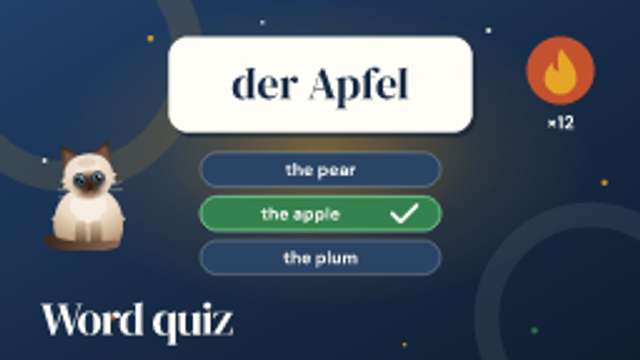 der Apfel
×12
the pear
the apple
the plum
Word quiz